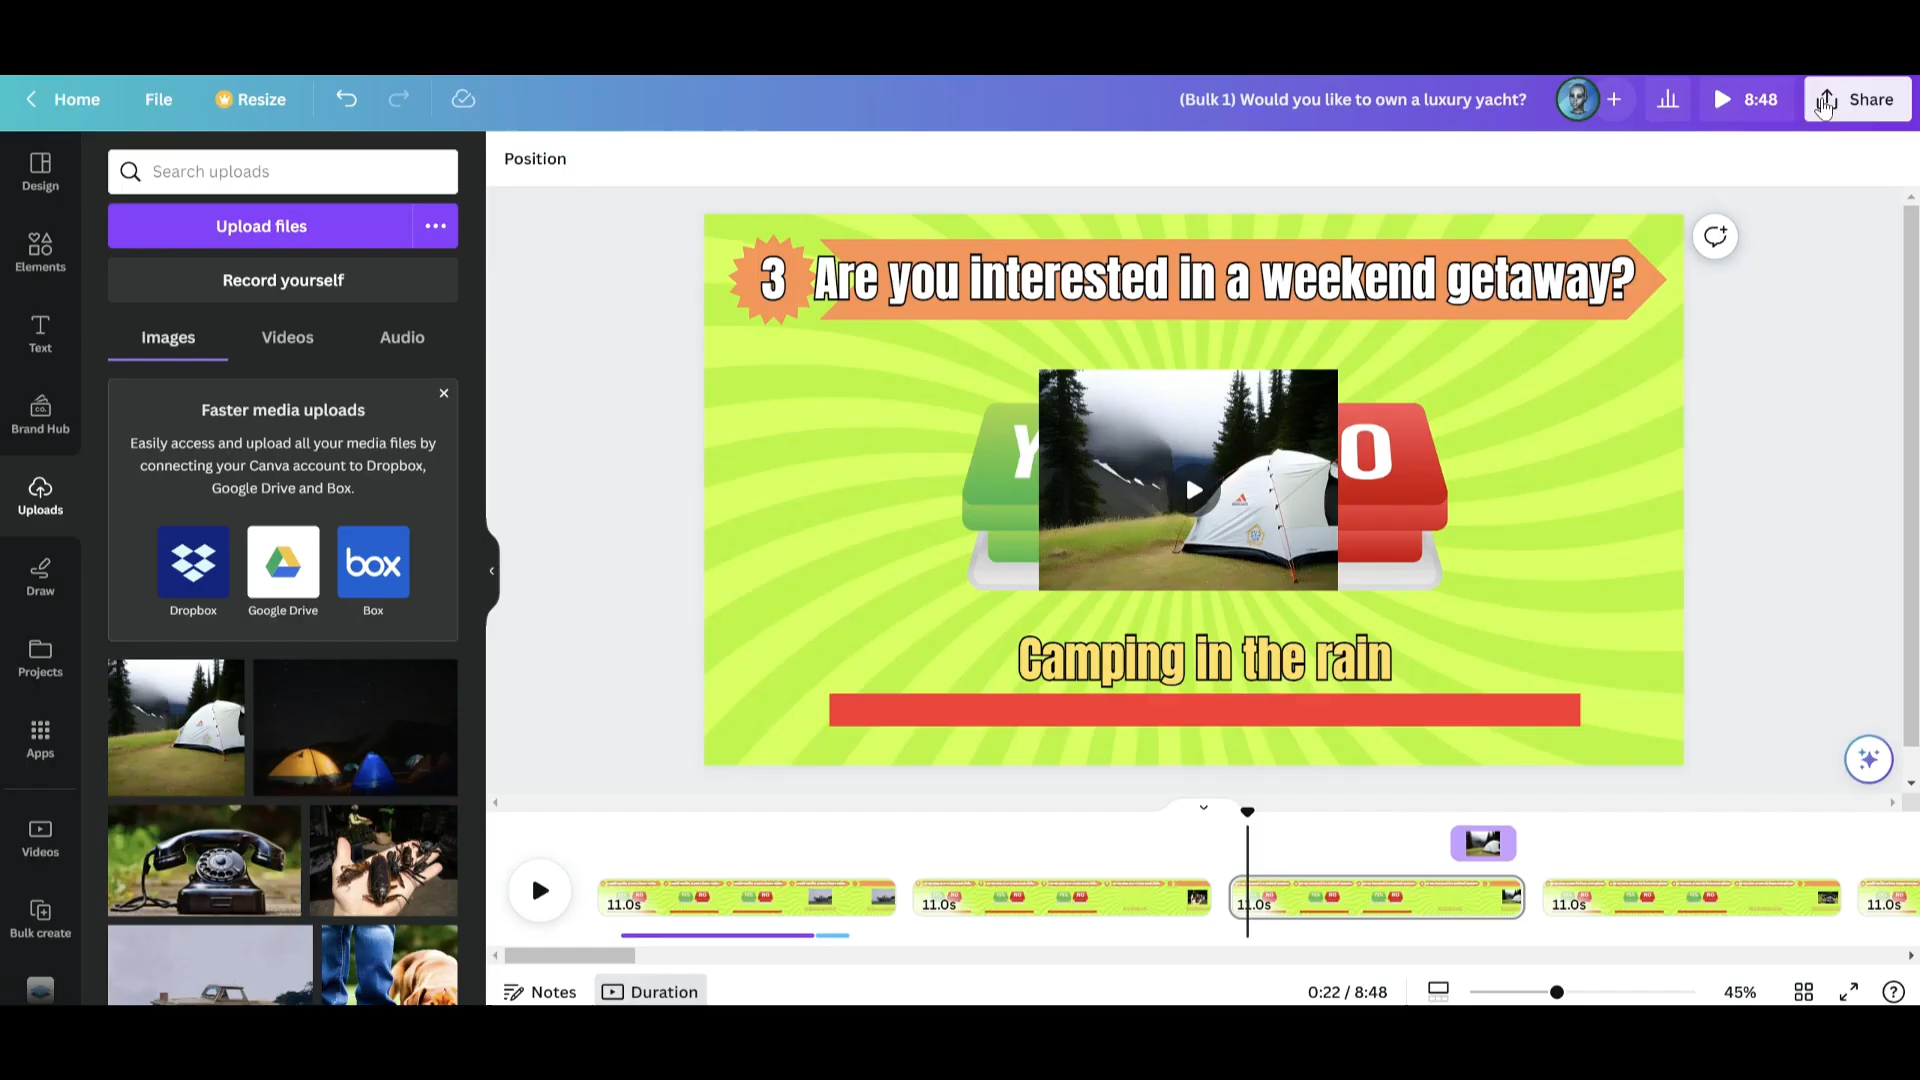 Home
File
Resize
(Bulk 1) Would you like to own a luxury yacht?
8:48
Share
Design
Elements
Text
Brand Hub
Uploads
Draw
Projects
Apps
Videos
Bulk create
Search uploads
Upload files
Record yourself
Images
Videos
Audio
Faster media uploads
Easily access and upload all your media files by
connecting your Canva account to Dropbox,
Google Drive and Box.
box
Dropbox
Google Drive
Box
Position
3 Are you interested in a weekend getaway?
Y
O
Camping in the rain
11.0s
11.0s
11.0s
11.0s
11.0s
Notes
Duration
0:22 / 8:48
45%